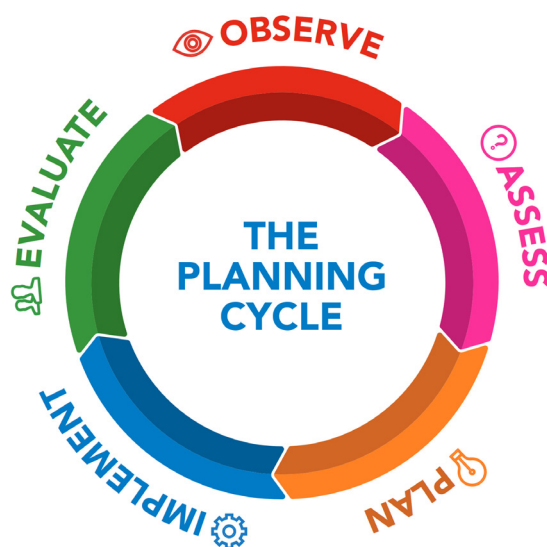 OBSERVE
ASSESS
PLAN
IMPLEMENT
EVALUATE
THE
PLANNING
CYCLE